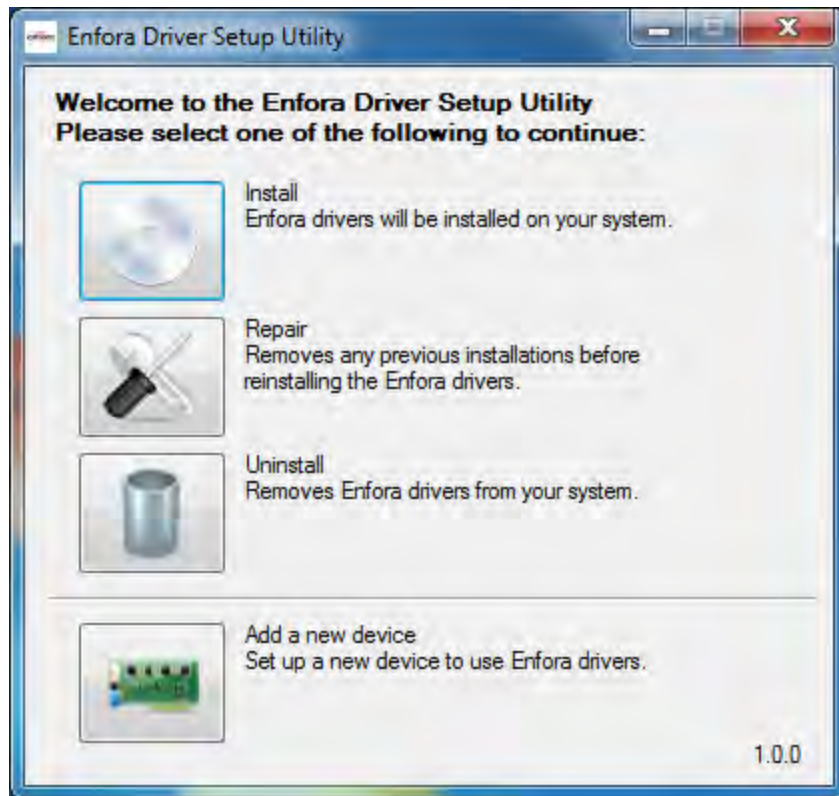 Enfora Driver Setup Utility
Welcome to the Enfora Driver Setup Utility
Please select one of the following to continue:
Install
Enfora drivers will be installed on your system.
Repair
Removes any previous installations before
reinstalling the Enfora drivers.
Uninstall
Removes Enfora drivers from your system.
Add a new device
Set up a new device to use Enfora drivers.
1.0.0